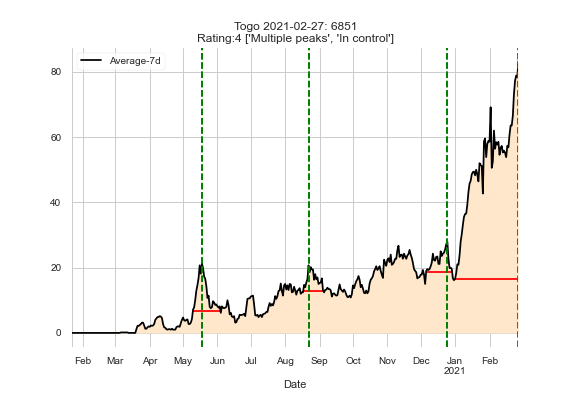 Togo 2021-02-27: 6851
Rating:4 ['Multiple peaks', 'In control']
Average-7d
80
60
40
20
0
Feb Mar Apr May Jun Jul Aug Sep Oct Nov Dec Jan Feb
2021
Date